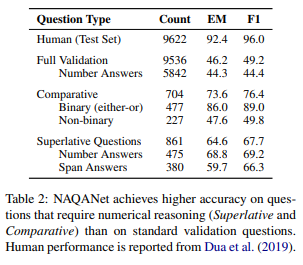 Question Type Count EM F1
Human (Test Set) 9622 92.4 96.0
Full Validation 9536 46.2 49.2
Number Answers 5842 44.3 44.4
Comparative 704 73.6 76.4
Binary (either-or) 477 86.0 89.0
Non-binary 227 47.6 49.8
Superlative Questions 861 64.6 67.7
Number Answers 475 68.8 69.2
Span Answers 380 59.7 66.3
Table 2: NAQANet achieves higher accuracy on ques-
tions that require numerical reasoning (Superlative and
Comparative) than on standard validation questions.
Human performance is reported from Dua et al. (2019).